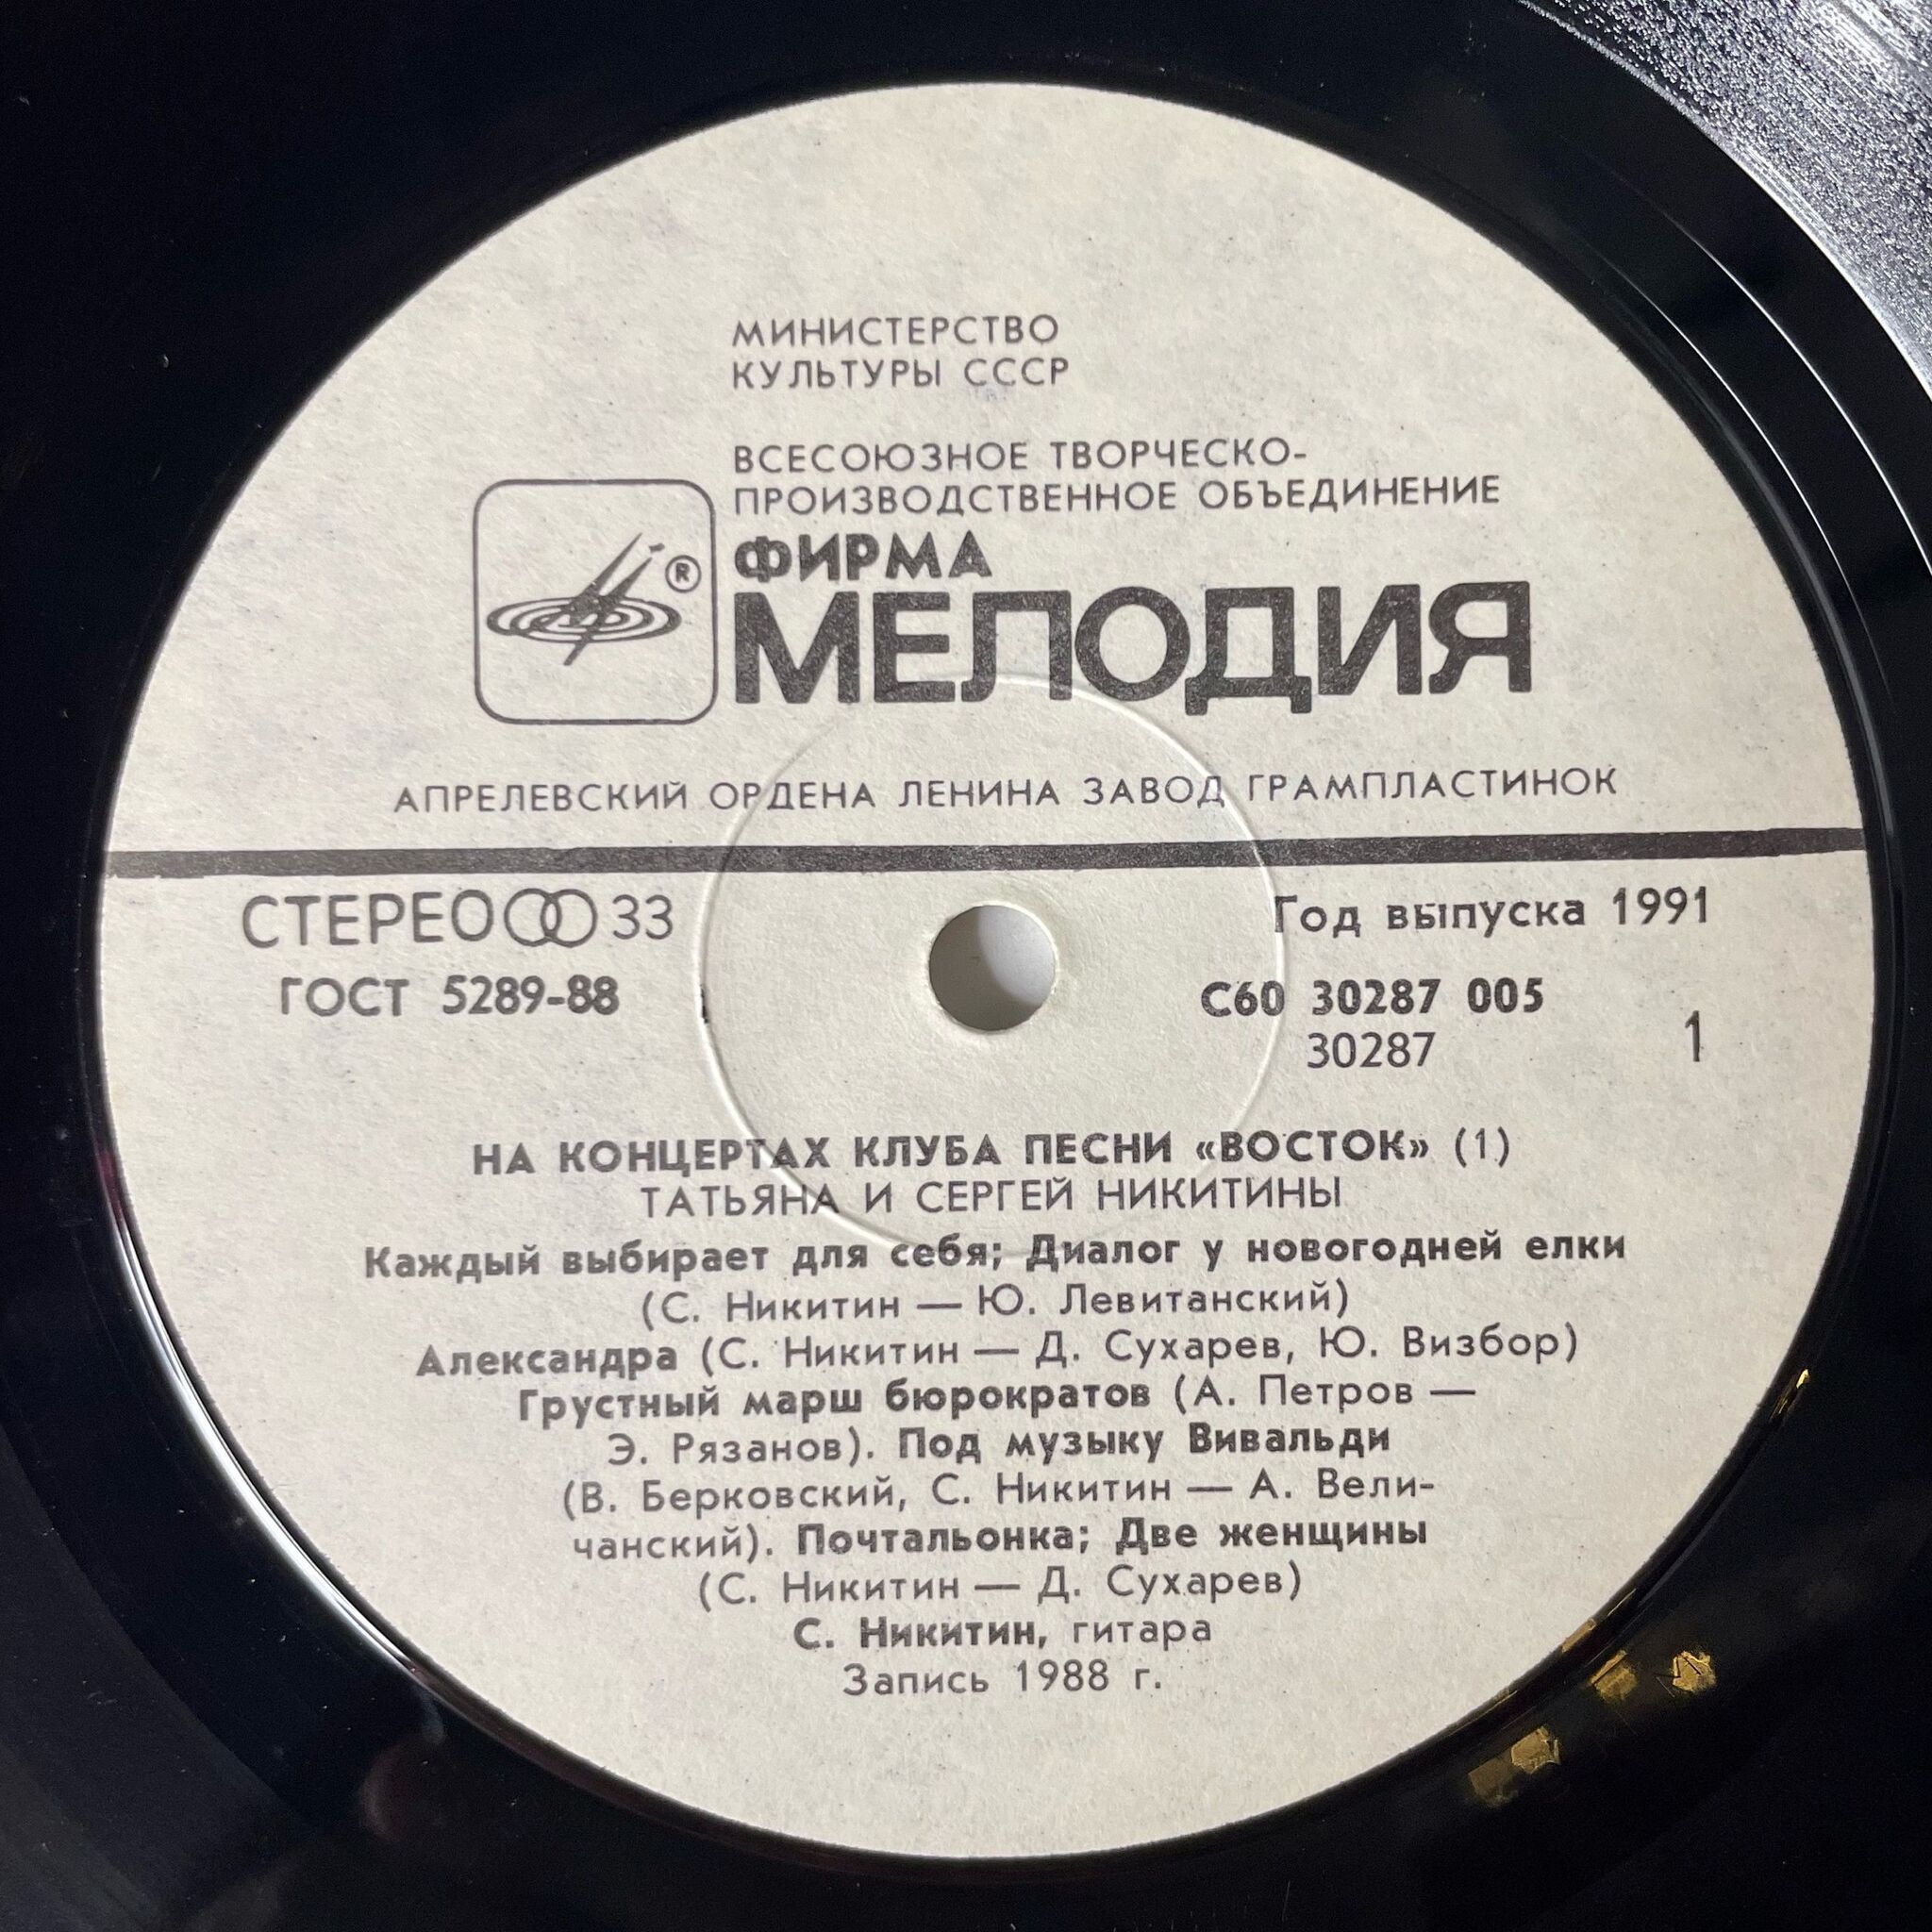 МИНИСТЕРСТВО
КУЛЬТУРЫ СССР
ВСЕСОЮЗНОЕ ТВОРЧЕСКО-
ПРОИЗВОДСТВЕННОЕ ОБЪЕДИНЕНИЕ
®
ФИРМА
МЕЛОДИЯ
АПРЕЛЕВСКИЙ ОРДЕНА ЛЕНИНА ЗАВОД ГРАМПЛАСТИНОК
СТЕРЕО 33
Год выпуска 1991
ГОСТ 5289-88
С60 30287 005
30287
1
НА КОНЦЕРТАХ КЛУБА ПЕСНИ «ВОСТОК» (1)
ТАТЬЯНА И СЕРГЕЙ НИКИТИНЫ
Каждый выбирает для себя; Диалог у новогодней елки
(С. Никитин — Ю. Левитанский)
Александра (С. Никитин — Д. Сухарев, Ю. Визбор)
Грустный марш бюрократов (А. Петров —
Э. Рязанов). Под музыку Вивальди
(В. Берковский, С. Никитин — А. Вели-
чанский). Почтальонка; Две женщины
(С. Никитин — Д. Сухарев)
С. Никитин, гитара
Запись 1988 г.